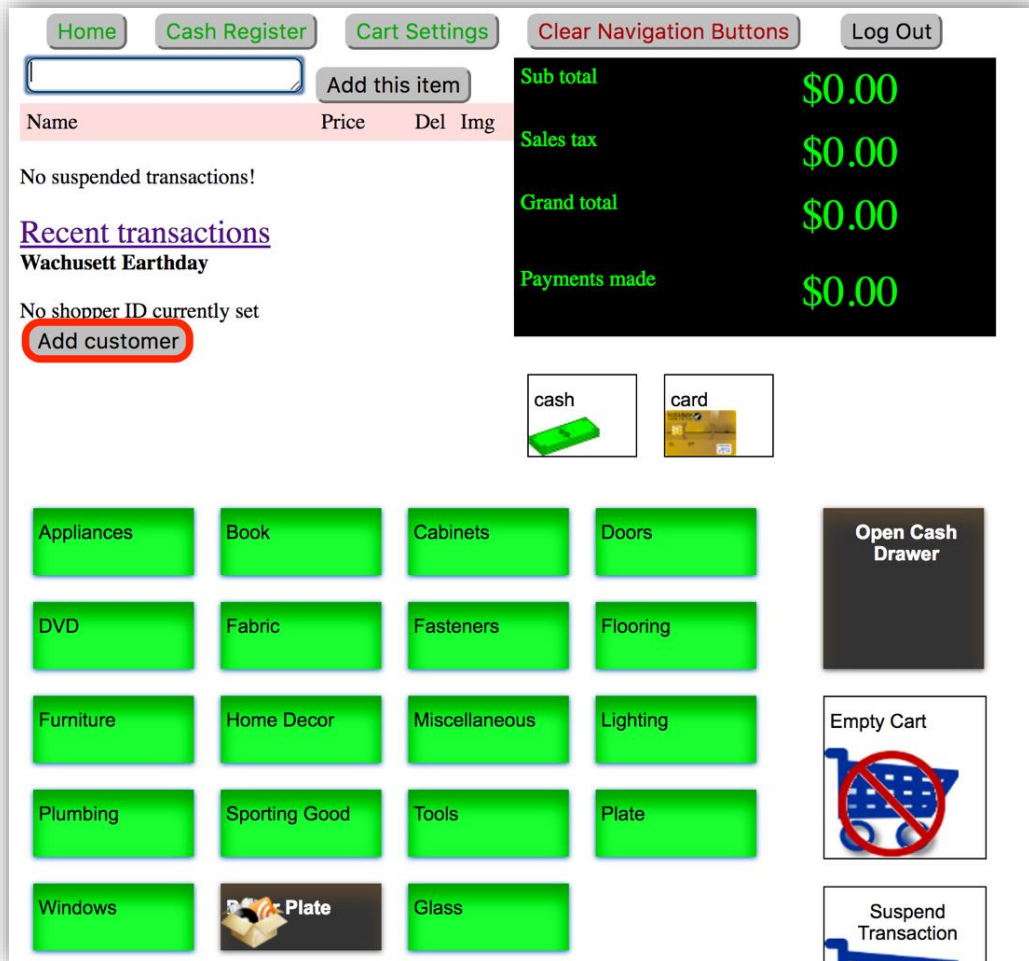 Home Cash Register Cart Settings Clear Navigation Buttons Log Out
Add this item
Name Price Del Img
No suspended transactions!
Recent transactions
Wachusett Earthday
No shopper ID currently set
Add customer
Sub total $0.00
Sales tax $0.00
Grand total $0.00
Payments made $0.00
cash card
Appliances Book Cabinets Doors
Open Cash
Drawer
DVD Fabric Fasteners Flooring
Furniture Home Decor Miscellaneous Lighting
Empty Cart
Plumbing Sporting Good Tools Plate
Windows Plate Glass
Suspend
Transaction